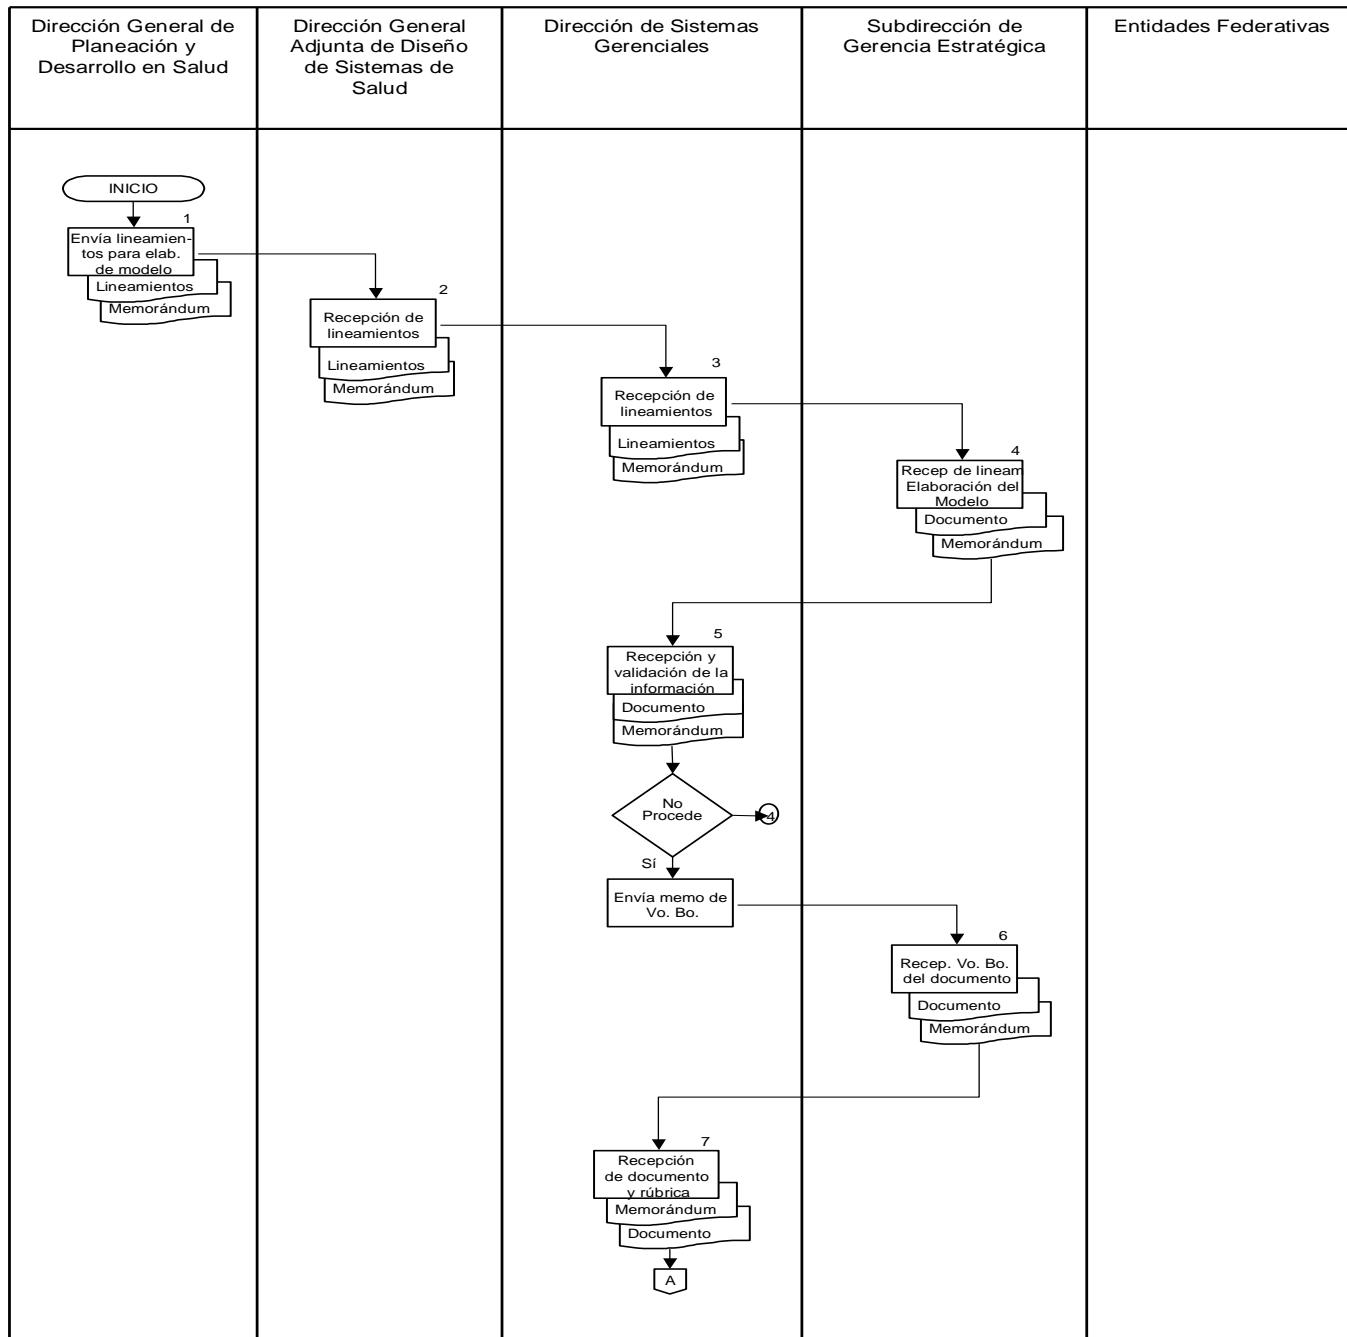 Dirección General de
Planeación y
Desarrollo en Salud
Dirección General
Adjunta de Diseño
de Sistemas de
Salud
Dirección de Sistemas
Gerenciales
Subdirección de
Gerencia Estratégica
Entidades Federativas
INICIO
1
Envía lineamien-
tos para elab.
de modelo
Lineamientos
Memorándum
2
Recepción de
lineamientos
Lineamientos
Memorándum
3
Recepción de
lineamientos
Lineamientos
Memorándum
4
Recep de lineam
Elaboración del
Modelo
Documento
Memorándum
5
Recepción y
validación de la
información
Documento
Memorándum
No
Procede
4
Sí
Envía memo de
Vo. Bo.
6
Recep. Vo. Bo.
del documento
Documento
Memorándum
7
Recepción
de documento
y rúbrica
Memorándum
Documento
A